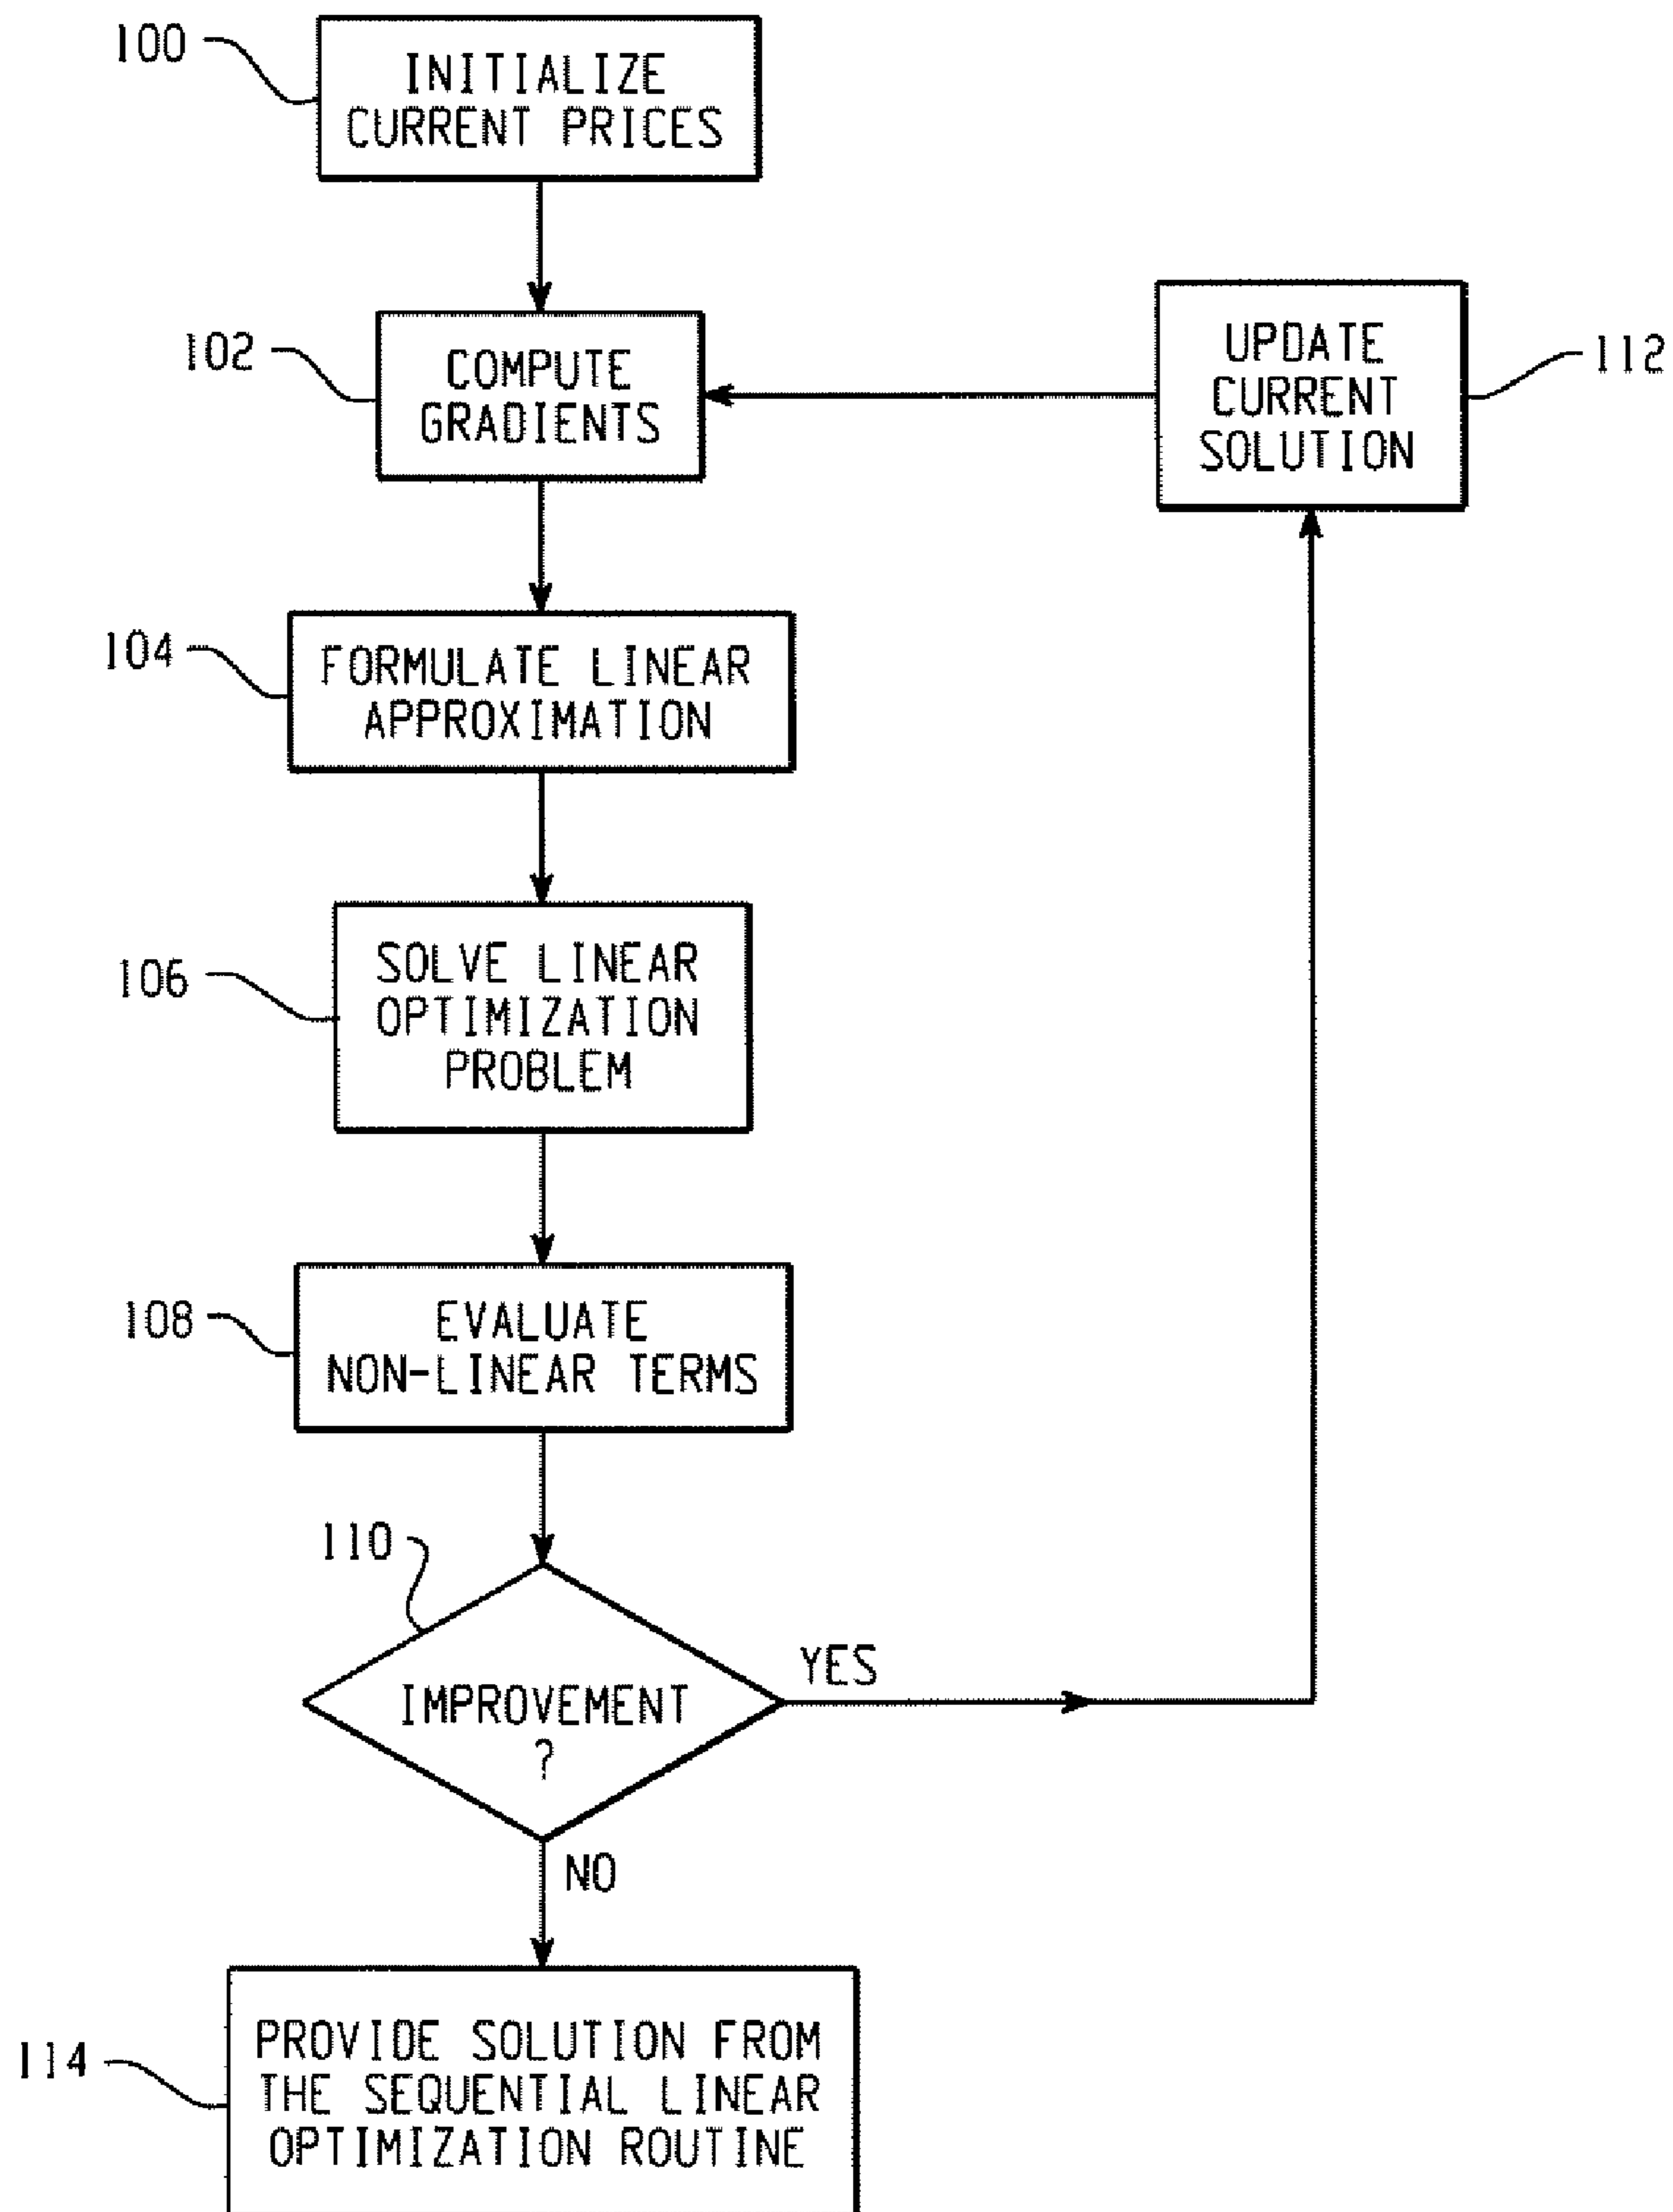 100
INITIALIZE
CURRENT PRICES
102
COMPUTE
GRADIENTS
UPDATE
CURRENT
SOLUTION
112
104
FORMULATE LINEAR
APPROXIMATION
106
SOLVE LINEAR
OPTIMIZATION
PROBLEM
108
EVALUATE
NON-LINEAR TERMS
110
IMPROVEMENT
?
YES
NO
114
PROVIDE SOLUTION FROM
THE SEQUENTIAL LINEAR
OPTIMIZATION ROUTINE